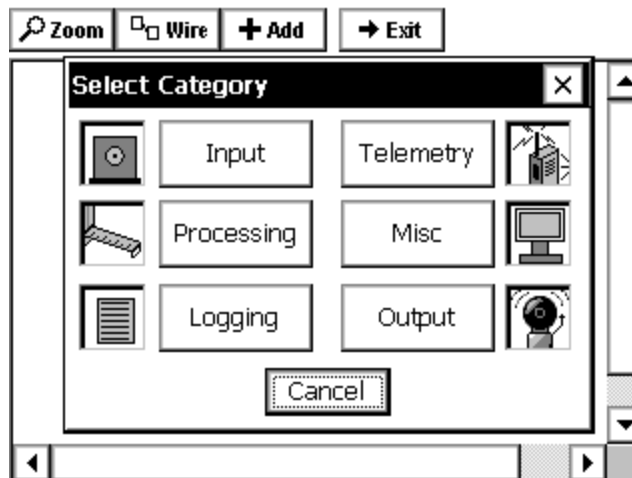 Zoom Wire Add Exit
Select Category
Input Telemetry
Processing Misc
Logging Output
Cancel